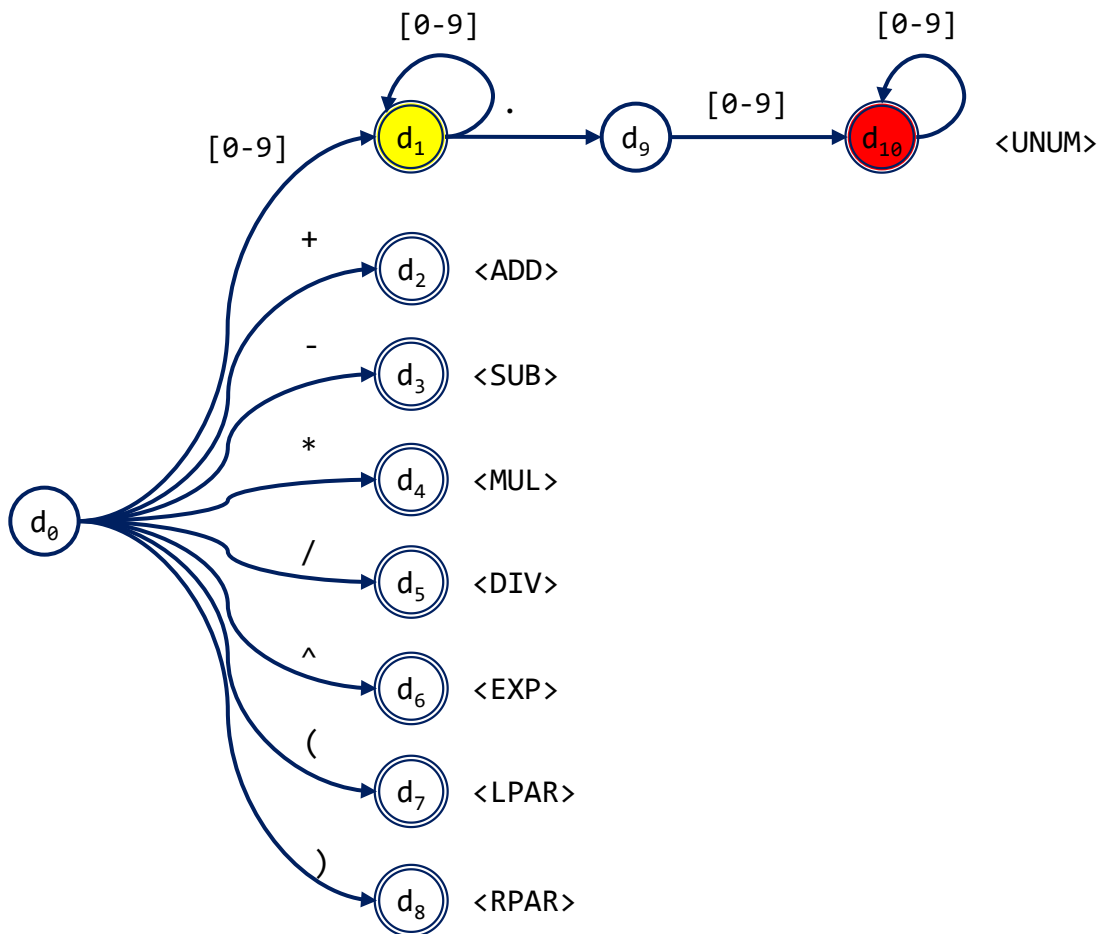 [0-9] [0-9]
. [0-9]
[0-9] d₁ d₉ d₁₀ <UNUM>
+
d₂ <ADD>
-
d₃ <SUB>
*
d₄ <MUL>
d₀
/
d₅ <DIV>
^
d₆ <EXP>
(
d₇ <LPAR>
)
d₈ <RPAR>